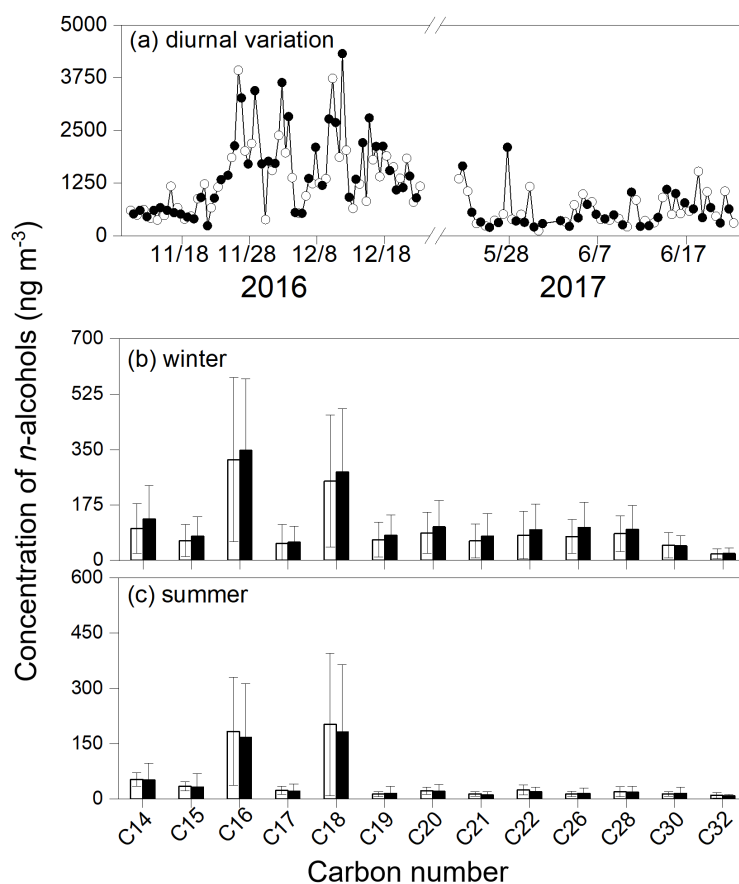 Concentration of n-alcohols (ng m⁻³)
(a) diurnal variation
5000
3750
2500
1250
0
11/18 11/28 12/8 12/18 5/28 6/7 6/17
2016 2017
(b) winter
700
525
350
175
0
(c) summer
600
450
300
150
0
C14 C15 C16 C17 C18 C19 C20 C21 C22 C26 C28 C30 C32
Carbon number